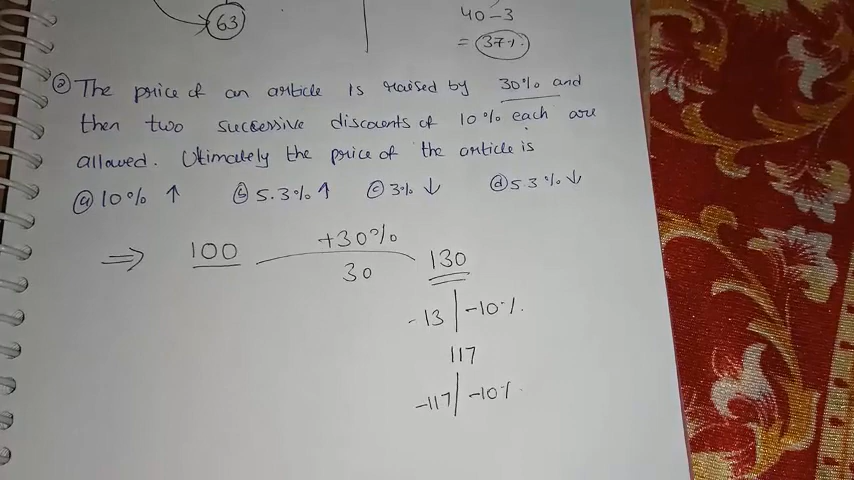 63
40-3
= 37%
② The price of an article is raised by 30% and
then two successive discounts of 10% each are
allowed. Ultimately the price of the article is
ⓐ 10% ↑ ⓑ 5.3% ↑ ⓒ 3% ↓ ⓓ 5.3% ↓
⇒ 100 +30% 130
30
-13 -10%
117
-117 -10%